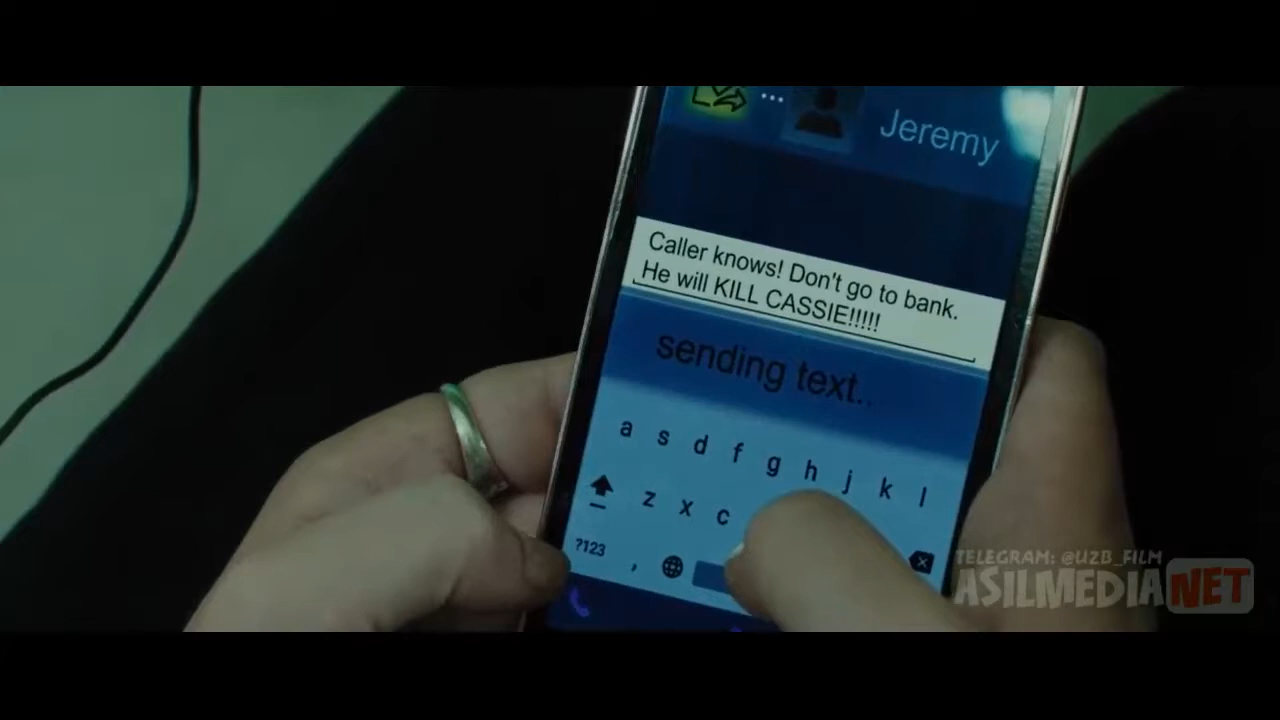 Jeremy
Caller knows! Don't go to bank.
He will KILL CASSIE!!!!!
sending text..
a s d f g h j k l
z x c
?123 ,
TELEGRAM: @UZB_FILM
ASILMEDIA NET